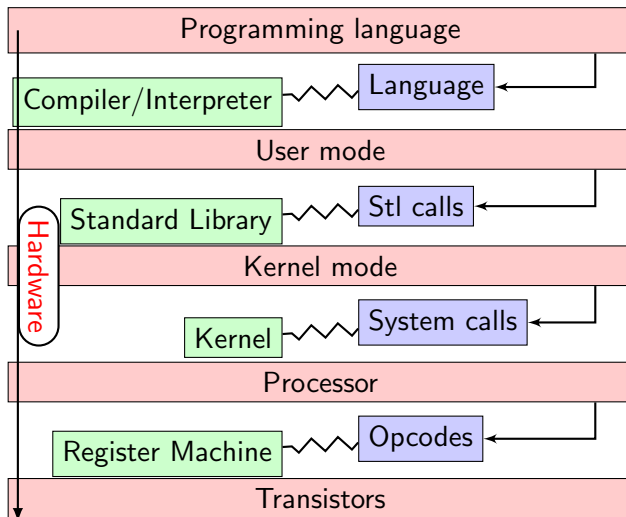 Programming language
Language
Compiler/Interpreter
User mode
Stl calls
Standard Library
Hardware
Kernel mode
System calls
Kernel
Processor
Opcodes
Register Machine
Transistors